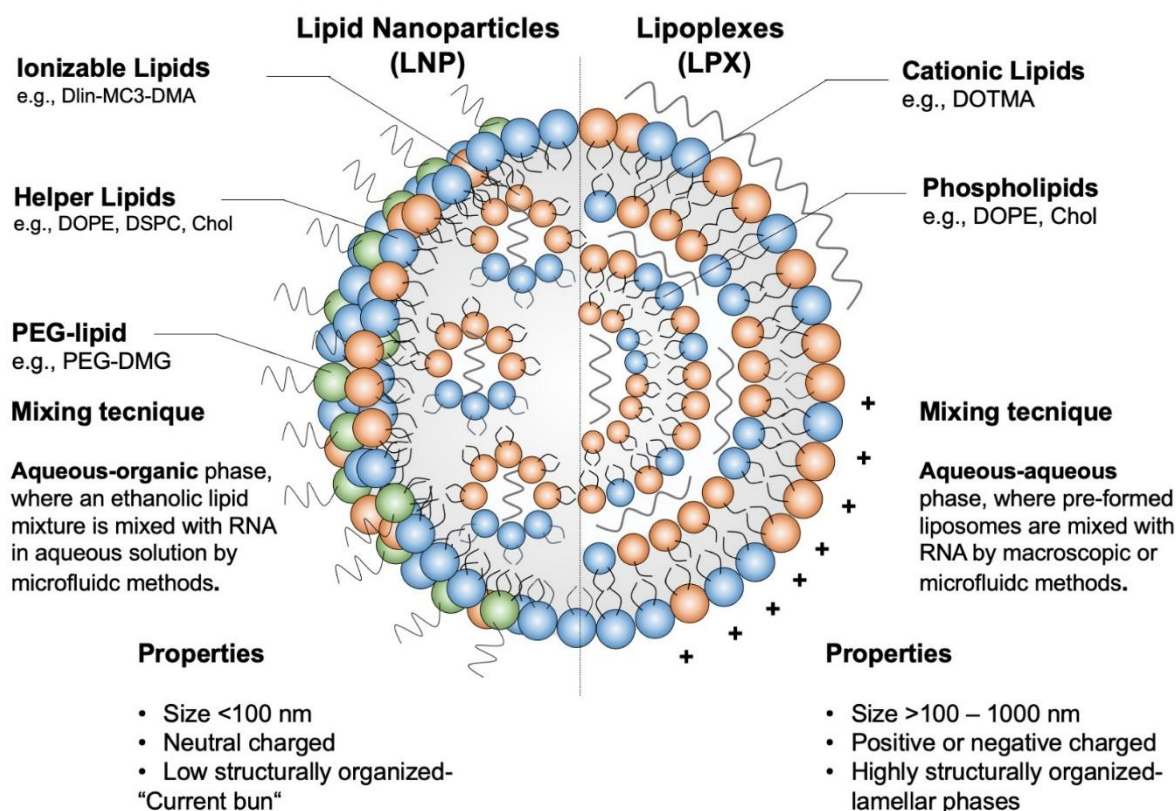 Lipid Nanoparticles
(LNP)
Lipoplexes
(LPX)
Ionizable Lipids
e.g., Dlin-MC3-DMA
Helper Lipids
e.g., DOPE, DSPC, Chol
PEG-lipid
e.g., PEG-DMG
Mixing tecnique
Aqueous-organic phase,
where an ethanolic lipid
mixture is mixed with RNA
in aqueous solution by
microfluidc methods.
Properties
• Size <100 nm
• Neutral charged
• Low structurally organized-
“Current bun“
Cationic Lipids
e.g., DOTMA
Phospholipids
e.g., DOPE, Chol
+
+
+
+
+
+
+
+
Mixing tecnique
Aqueous-aqueous
phase, where pre-formed
liposomes are mixed with
RNA by macroscopic or
microfluidc methods.
Properties
• Size >100 – 1000 nm
• Positive or negative charged
• Highly structurally organized-
lamellar phases